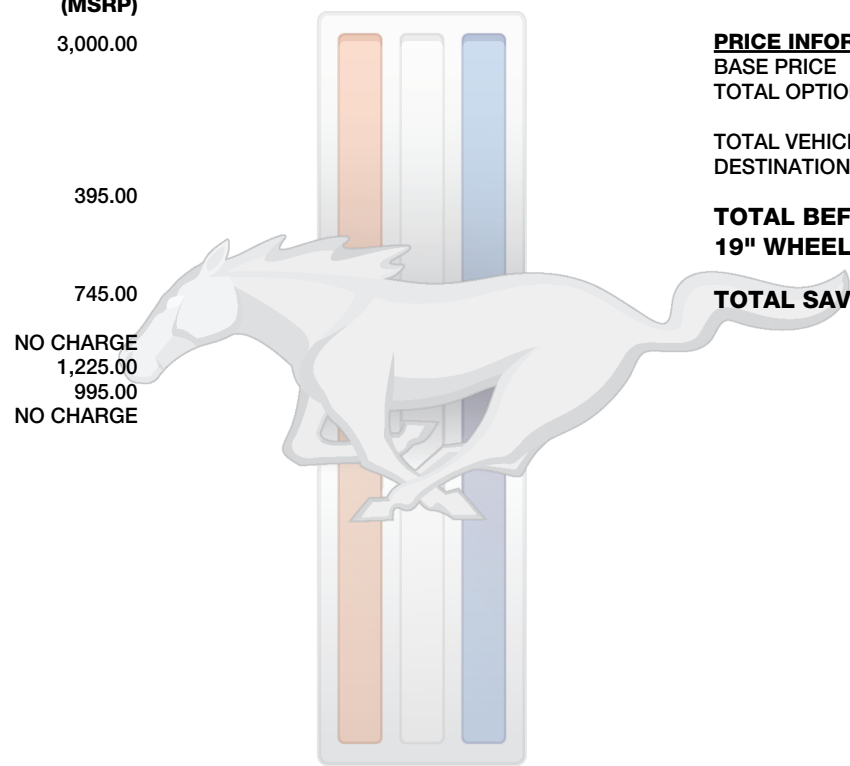 (MSRP)
3,000.00
395.00
745.00
NO CHARGE
1,225.00
995.00
NO CHARGE
PRICE INFOR
BASE PRICE
TOTAL OPTIO
TOTAL VEHICL
DESTINATION
TOTAL BEF
19" WHEEL
TOTAL SAV